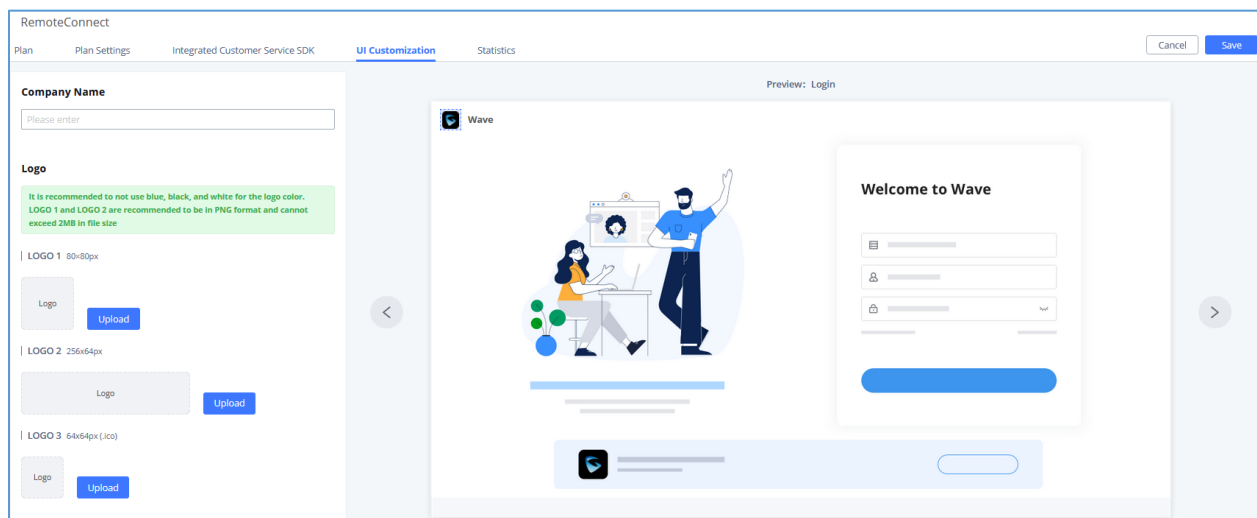 RemoteConnect
Plan Plan Settings Integrated Customer Service SDK UI Customization Statistics Cancel Save
Company Name
Please enter
Logo
It is recommended to not use blue, black, and white for the logo color.
LOGO 1 and LOGO 2 are recommended to be in PNG format and cannot
exceed 2MB in file size
LOGO 1 80×80px
Logo
Upload
LOGO 2 256x64px
Logo
Upload
LOGO 3 64x64px(.ico)
Logo
Upload
Preview: Login
Wave
Welcome to Wave